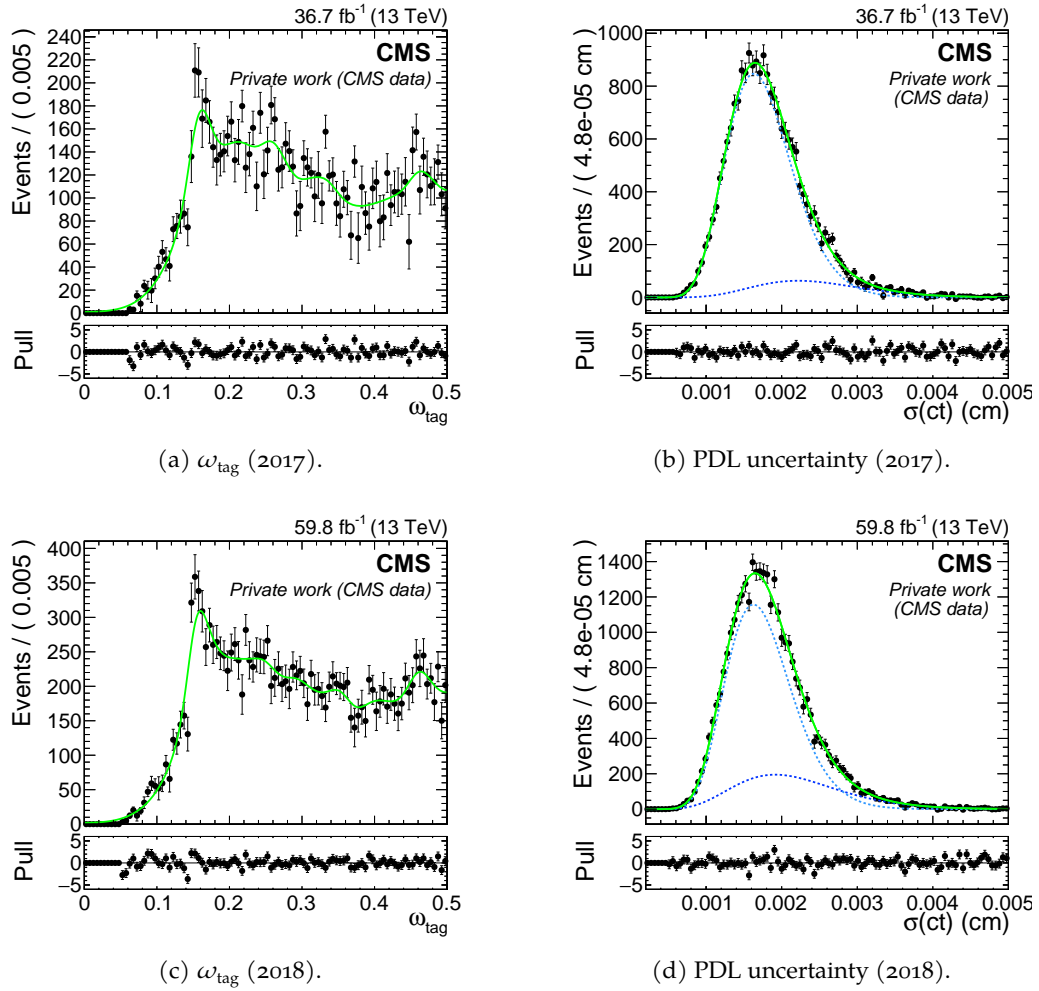 36.7 fb⁻¹ (13 TeV)
CMS
Private work (CMS data)
Events / ( 0.005 )
240
220
200
180
160
140
120
100
80
60
40
20
0
Pull
5
0
−5
0 0.1 0.2 0.3 0.4 0.5
ω_tag
(a) ω_tag (2017).
36.7 fb⁻¹ (13 TeV)
CMS
Private work
(CMS data)
Events / ( 4.8e-05 cm )
1000
800
600
400
200
0
Pull
5
0
−5
0.001 0.002 0.003 0.004 0.005
σ(ct) (cm)
(b) PDL uncertainty (2017).
59.8 fb⁻¹ (13 TeV)
CMS
Private work (CMS data)
Events / ( 0.005 )
400
350
300
250
200
150
100
50
0
Pull
5
0
−5
0 0.1 0.2 0.3 0.4 0.5
ω_tag
(c) ω_tag (2018).
59.8 fb⁻¹ (13 TeV)
CMS
Private work
(CMS data)
Events / ( 4.8e-05 cm )
1400
1200
1000
800
600
400
200
0
Pull
5
0
−5
0.001 0.002 0.003 0.004 0.005
σ(ct) (cm)
(d) PDL uncertainty (2018).